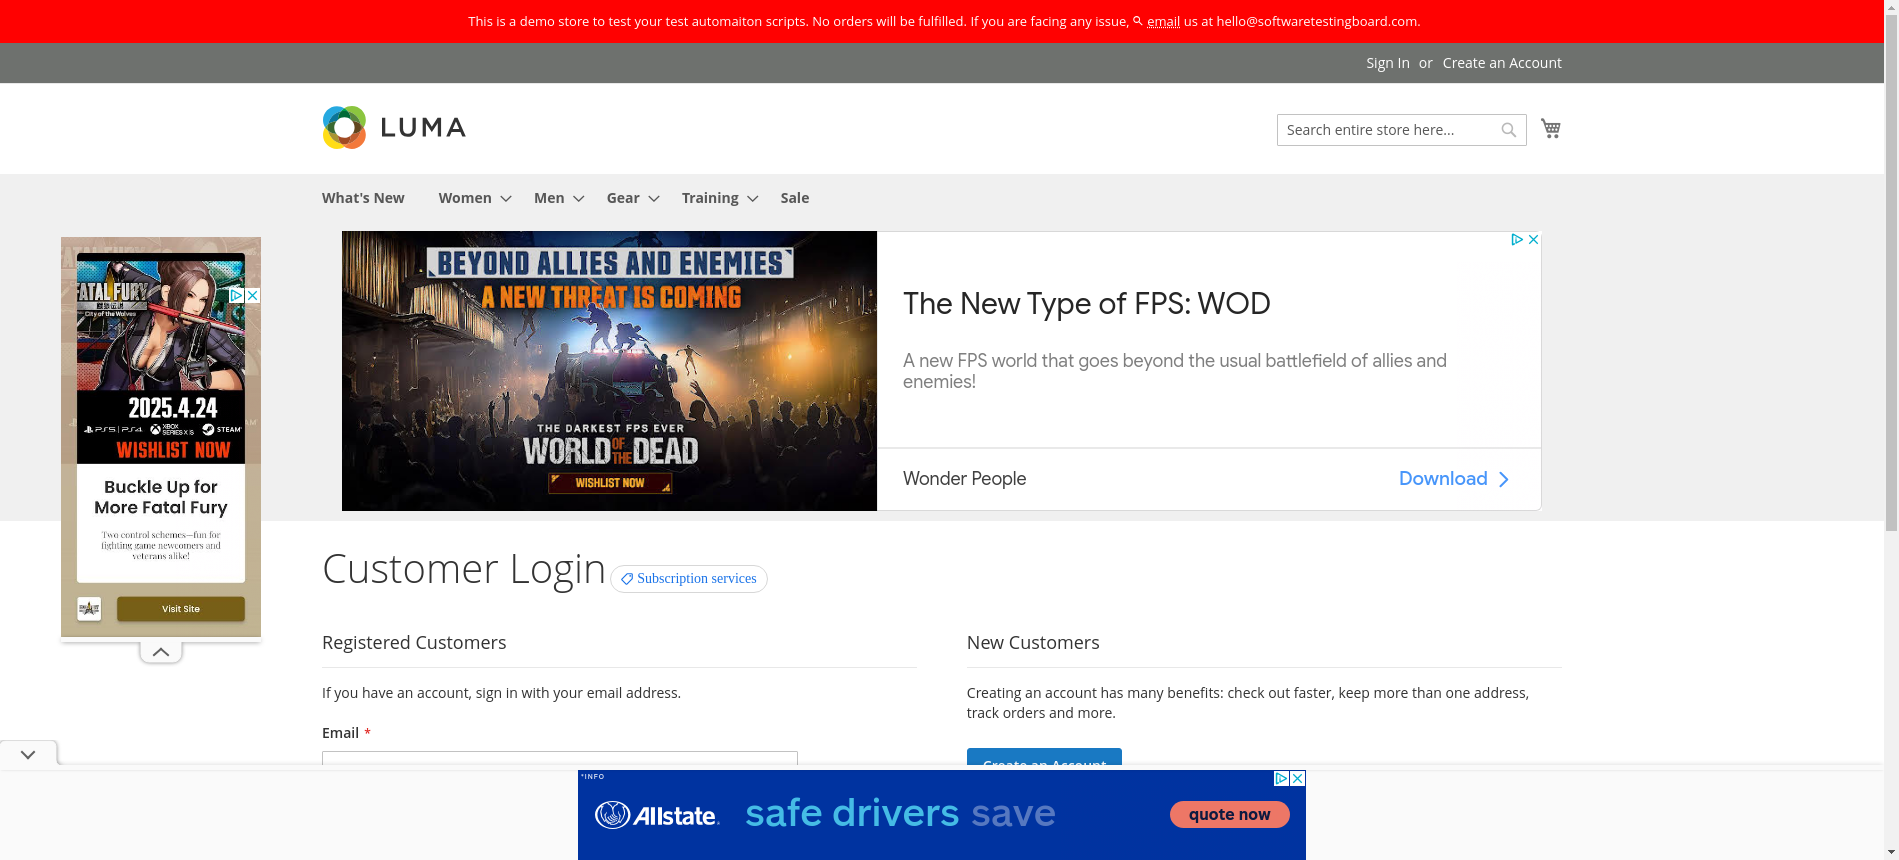 This is a demo store to test your test automaiton scripts. No orders will be fulfilled. If you are facing any issue, email us at hello@softwaretestingboard.com.
Sign In or Create an Account
LUMA
Search entire store here...
What's New Women Men Gear Training Sale
FATAL FURY
City of the Wolves
2025.4.24
PS5 | PS4 XBOX SERIES X|S STEAM
WISHLIST NOW
Buckle Up for
More Fatal Fury
Two control schemes—fun for
fighting game newcomers and
veterans alike!
Visit Site
BEYOND ALLIES AND ENEMIES
A NEW THREAT IS COMING
THE DARKEST FPS EVER
WORLD OF THE DEAD
WISHLIST NOW
The New Type of FPS: WOD
A new FPS world that goes beyond the usual battlefield of allies and
enemies!
Wonder People
Download
Customer Login
Subscription services
Registered Customers
If you have an account, sign in with your email address.
Email *
New Customers
Creating an account has many benefits: check out faster, keep more than one address,
track orders and more.
Create an Account
*INFO
Allstate.
safe drivers save
quote now